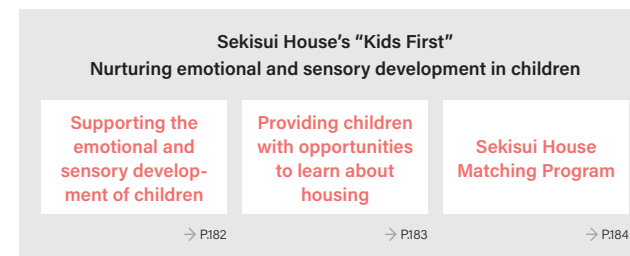 Sekisui House’s “Kids First”
Nurturing emotional and sensory development in children
Supporting the
emotional and
sensory develop-
ment of children
Providing children
with opportunities
to learn about
housing
Sekisui House
Matching Program
→ P.182
→ P.183
→ P.184